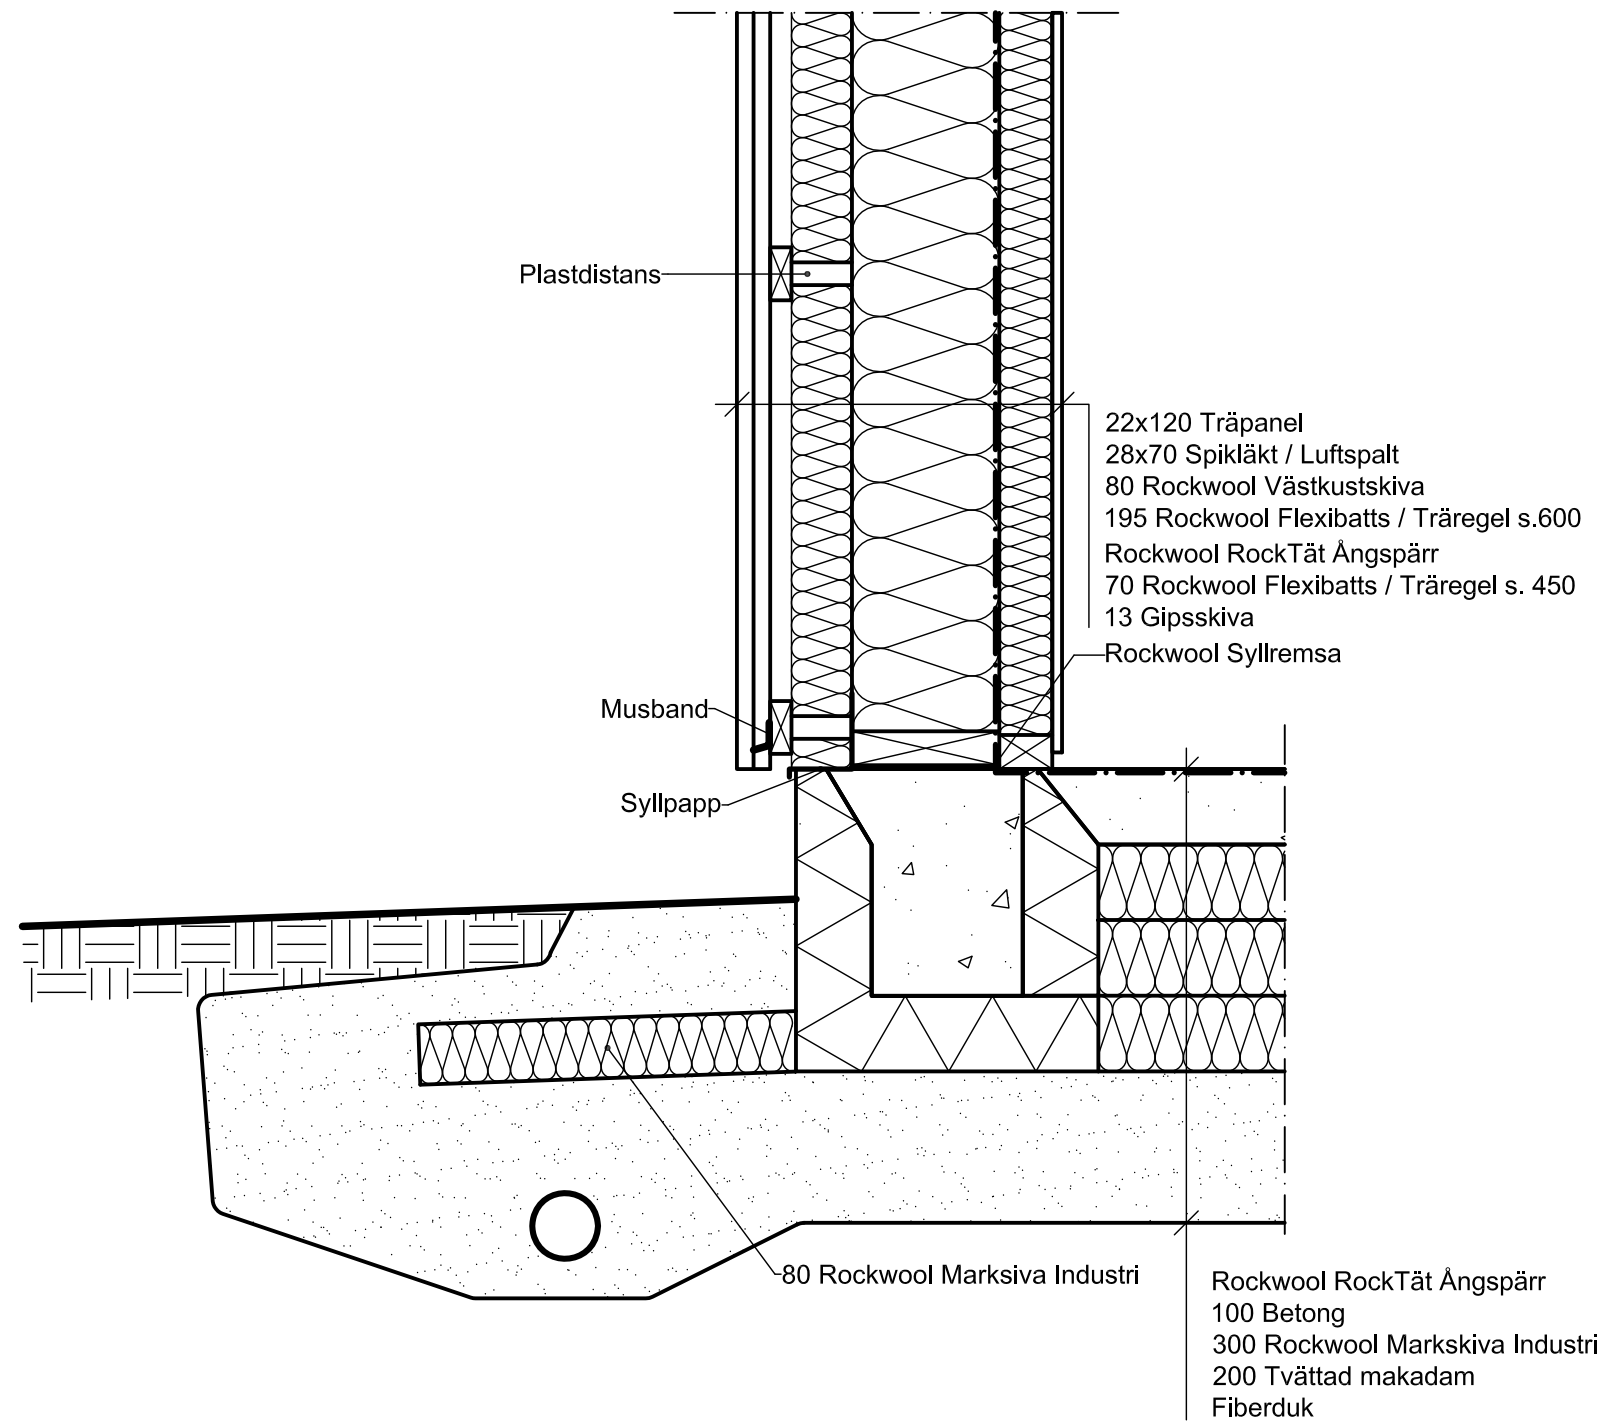 Plastdistans
22x120 Träpanel
28x70 Spikläkt / Luftspalt
80 Rockwool Västkustskiva
195 Rockwool Flexibatts / Träregel s.600
Rockwool RockTät Ångspärr
70 Rockwool Flexibatts / Träregel s. 450
13 Gipsskiva
Rockwool Syllremsa
Musband
Syllpapp
80 Rockwool Marksiva Industri
Rockwool RockTät Ångspärr
100 Betong
300 Rockwool Markskiva Industri
200 Tvättad makadam
Fiberduk